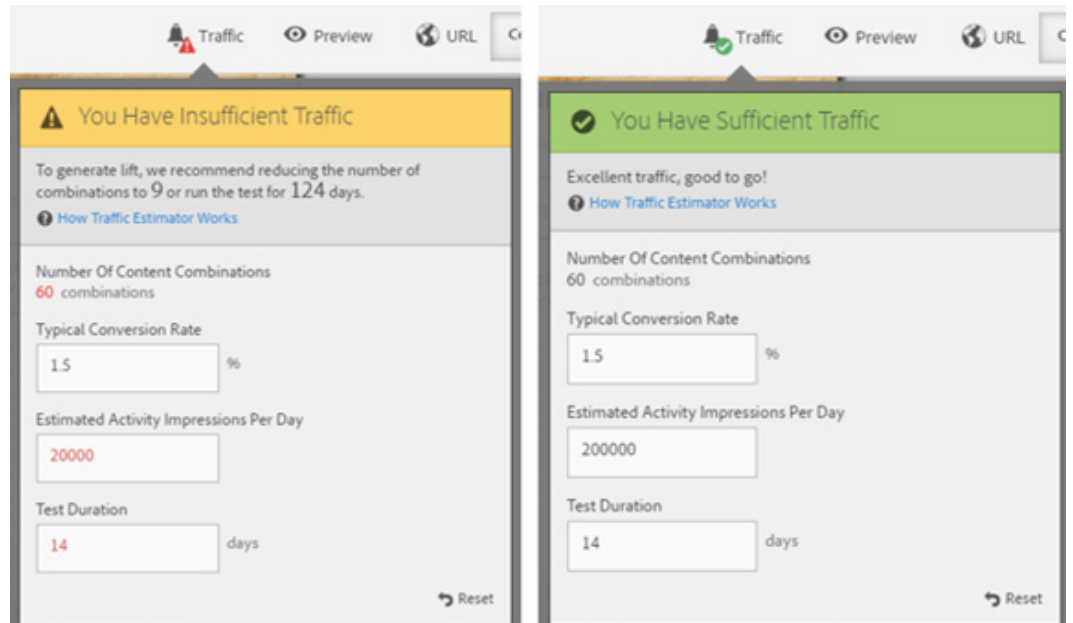 Traffic
Preview
URL
You Have Insufficient Traffic
To generate lift, we recommend reducing the number of
combinations to 9 or run the test for 124 days.
How Traffic Estimator Works
Number Of Content Combinations
60 combinations
Typical Conversion Rate
1.5 %
Estimated Activity Impressions Per Day
20000
Test Duration
14 days
Reset
Traffic
Preview
URL
You Have Sufficient Traffic
Excellent traffic, good to go!
How Traffic Estimator Works
Number Of Content Combinations
60 combinations
Typical Conversion Rate
1.5 %
Estimated Activity Impressions Per Day
200000
Test Duration
14 days
Reset